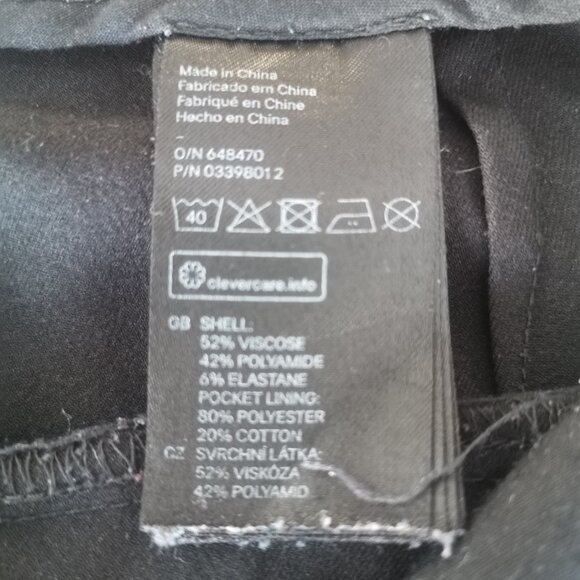 Made in China
Fabricado em China
Fabriqué en Chine
Hecho en China
-
O/N 648470
P/N 03398012
40
clevercare.info
GB SHELL:
52% VISCOSE
42% POLYAMIDE
6% ELASTANE
POCKET LINING:
80% POLYESTER
20% COTTON
CZ SVRCHNÍ LÁTKA:
52% VISKÓZA
42% POLYAMID